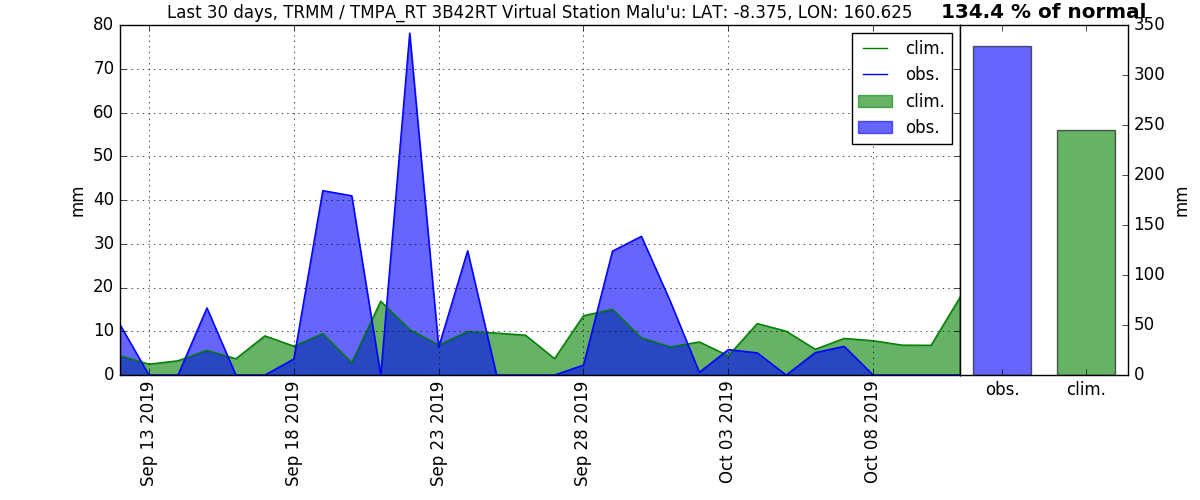 Last 30 days, TRMM / TMPA_RT 3B42RT Virtual Station Malu'u: LAT: -8.375, LON: 160.625
134.4 % of normal
80
70
60
50
40
30
20
10
0
mm
clim.
obs.
clim.
obs.
Sep 13 2019
Sep 18 2019
Sep 23 2019
Sep 28 2019
Oct 03 2019
Oct 08 2019
350
300
250
200
150
100
50
0
mm
obs.
clim.